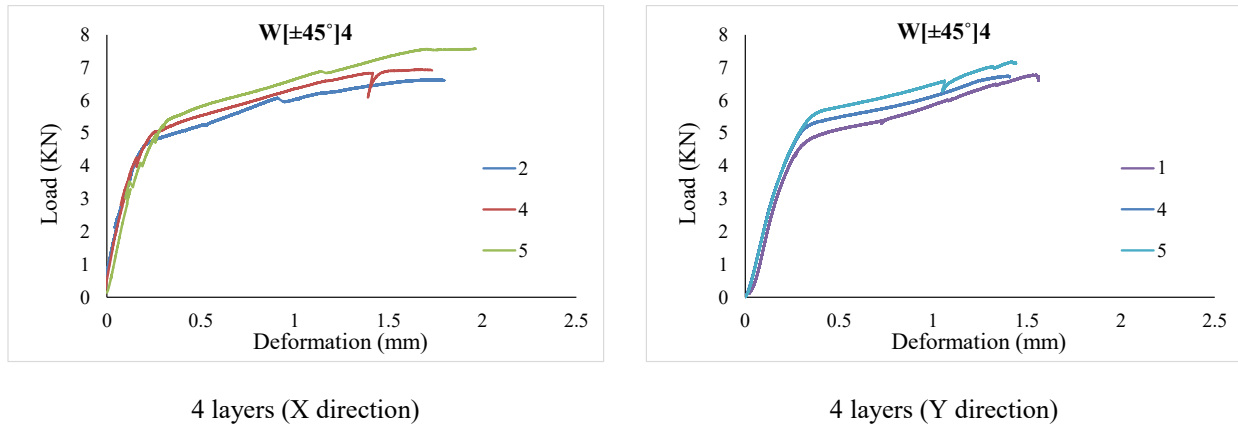 W[±45°]4
8
7
6
5
4
3
2
1
0
Load (KN)
0 0.5 1 1.5 2 2.5
Deformation (mm)
2
4
5
4 layers (X direction)
W[±45°]4
8
7
6
5
4
3
2
1
0
Load (KN)
0 0.5 1 1.5 2 2.5
Deformation (mm)
1
4
5
4 layers (Y direction)